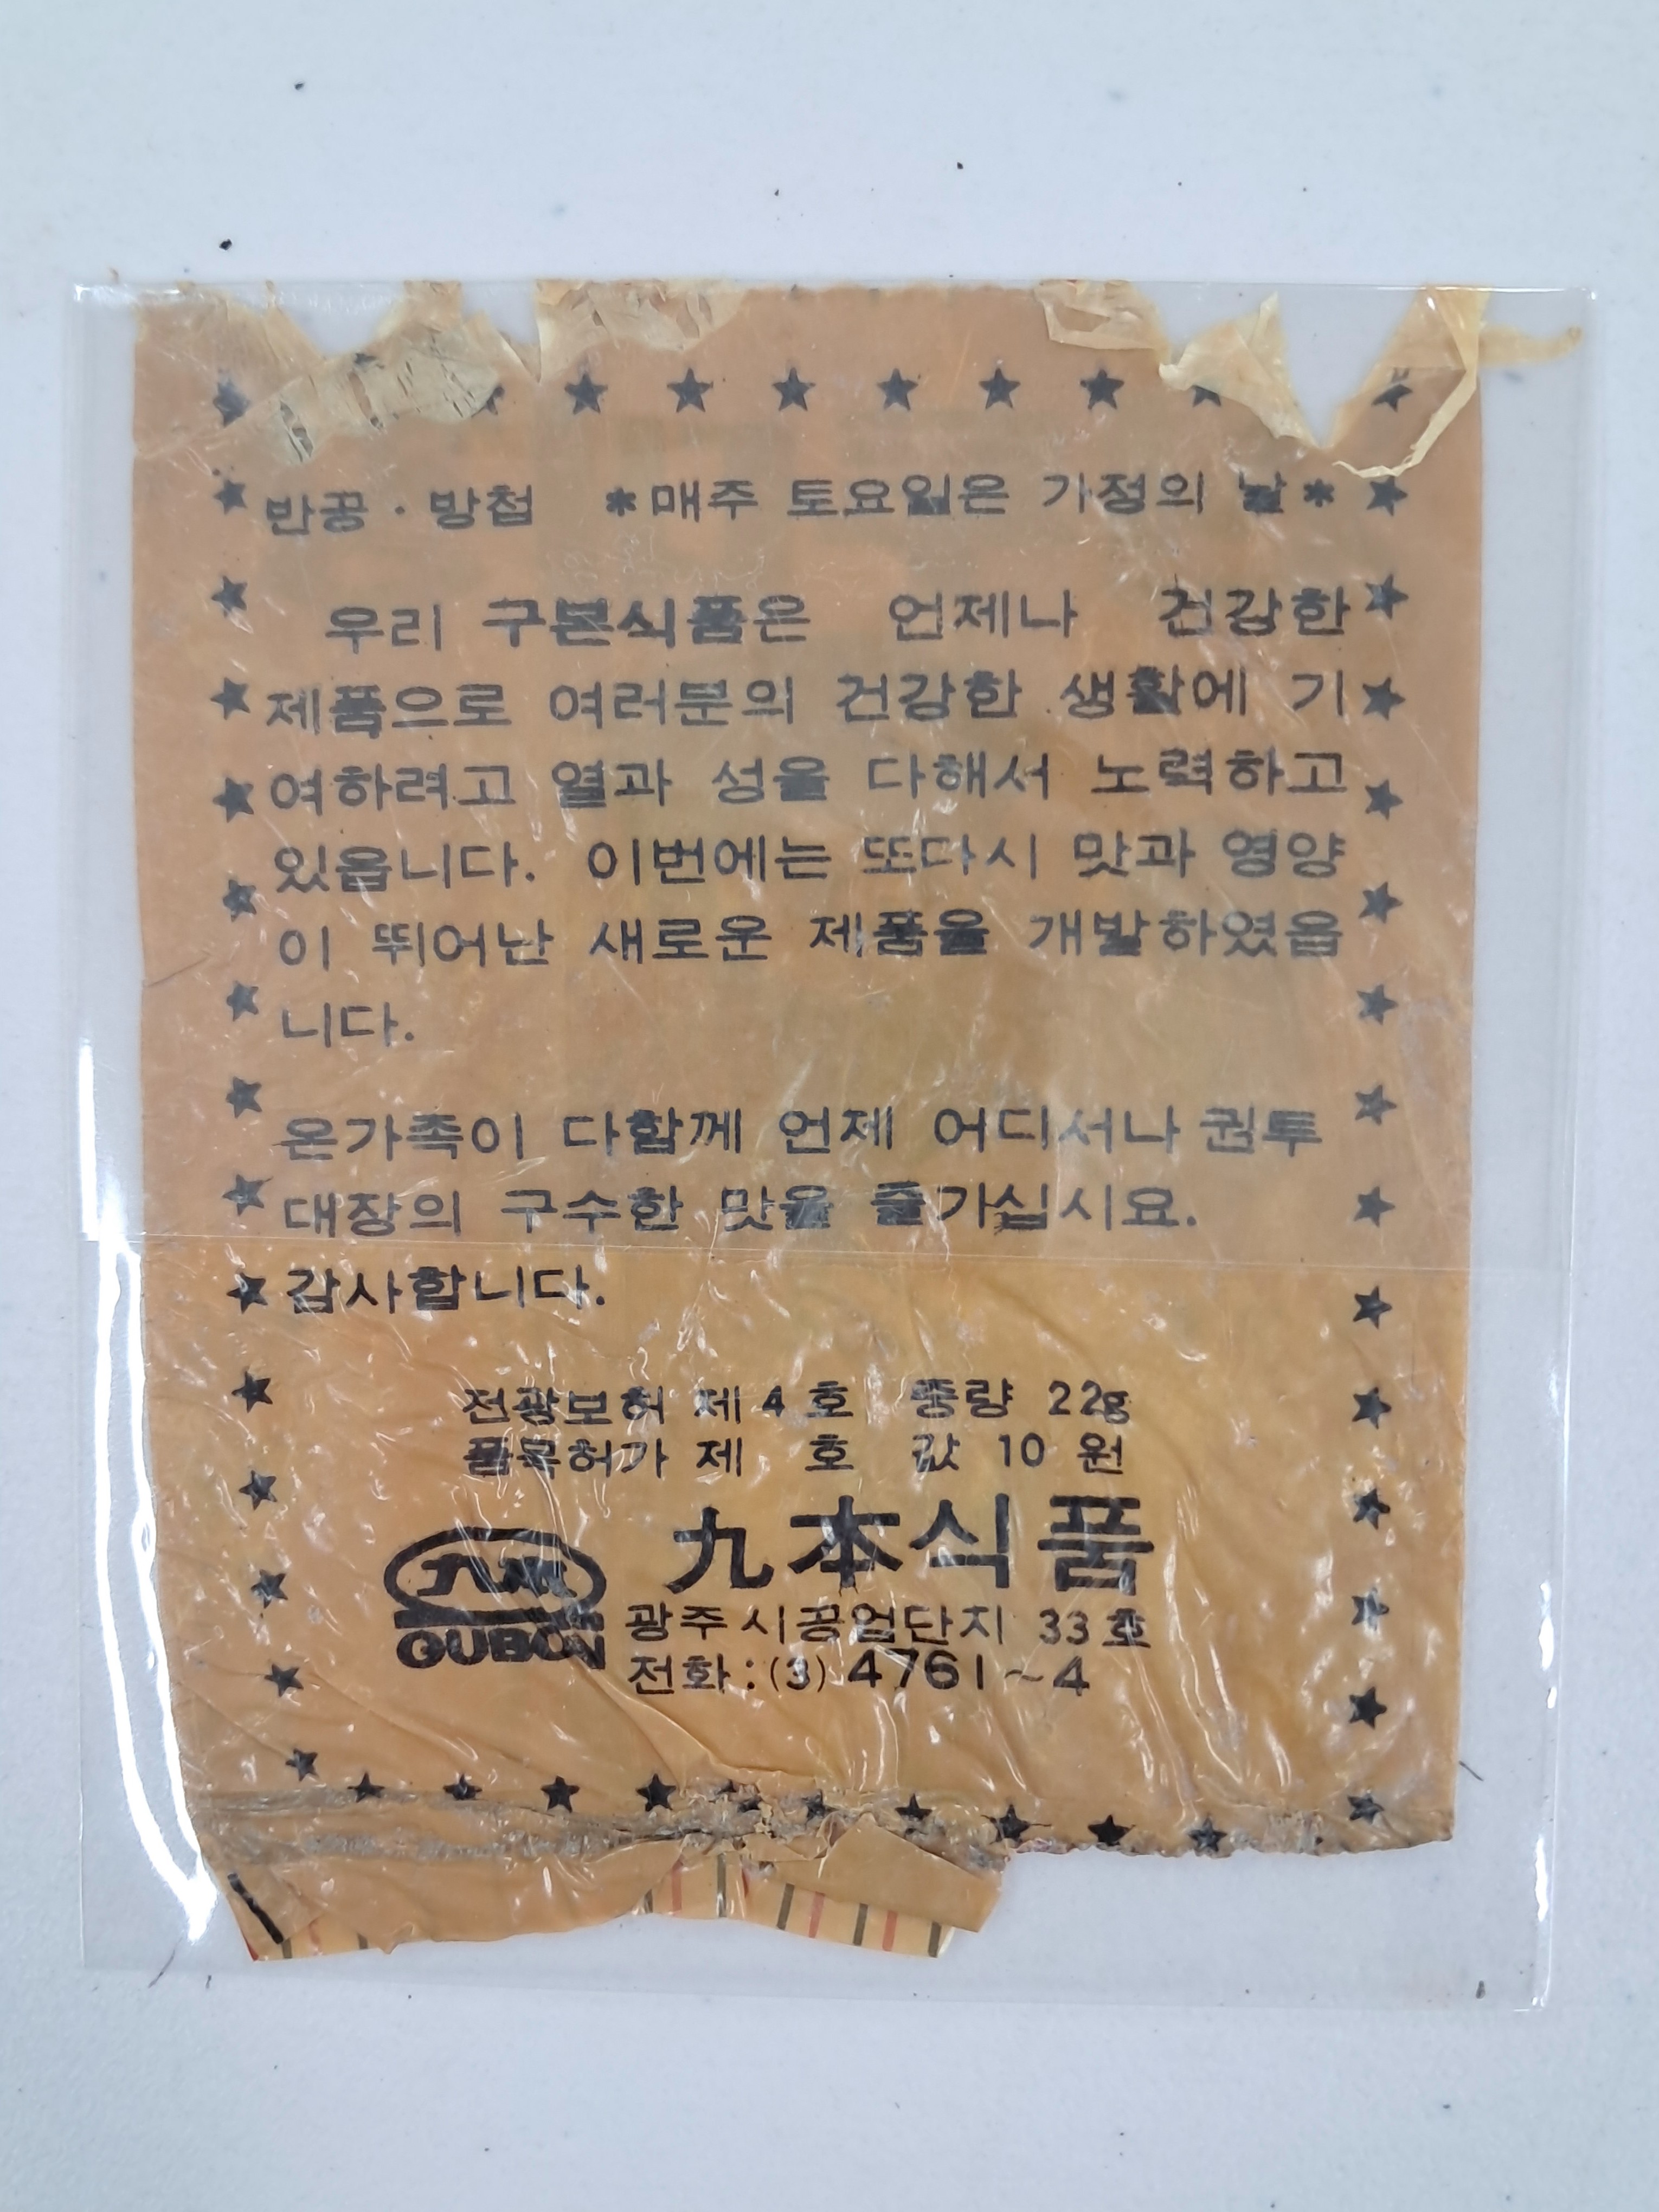 반공·방첩 *매주 토요일은 가정의 날*
우리 구본식품은 언제나 건강한
제품으로 여러분의 건강한 생활에 기
여하려고 열과 성을 다해서 노력하고
있읍니다. 이번에는 또다시 맛과 영양
이 뛰어난 새로운 제품을 개발하였읍
니다.
온가족이 다함께 언제 어디서나 권투
대장의 구수한 맛을 즐기십시요.
감사합니다.
전광보허 제4호 중량 22g
품목허가 제 호 값 10원
九本식품
九本
GUBON
광주시공업단지 33호
전화:(3)4761~4